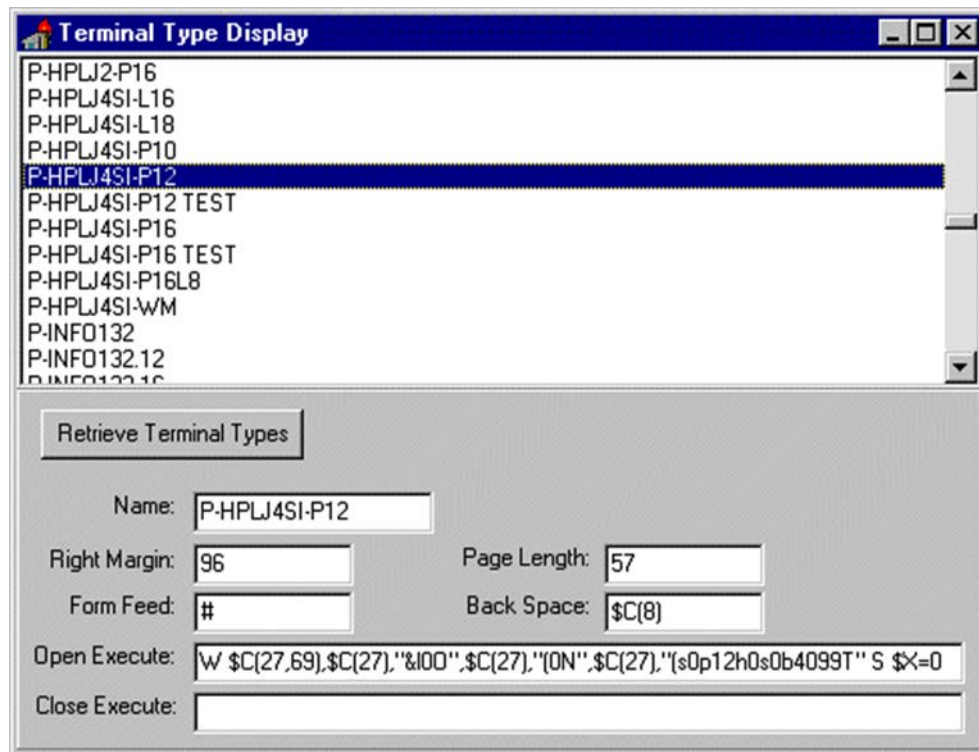 Terminal Type Display
P-HPLJ2-P16
P-HPLJ4SI-L16
P-HPLJ4SI-L18
P-HPLJ4SI-P10
P-HPLJ4SI-P12
P-HPLJ4SI-P12 TEST
P-HPLJ4SI-P16
P-HPLJ4SI-P16 TEST
P-HPLJ4SI-P16L8
P-HPLJ4SI-WM
P-INFO132
P-INFO132.12
Retrieve Terminal Types
Name: P-HPLJ4SI-P12
Right Margin: 96 Page Length: 57
Form Feed: # Back Space: $C(8)
Open Execute: W $C(27,69),$C(27),"&l0O",$C(27),"(0N",$C(27),"(s0p12h0s0b4099T" S $X=0
Close Execute: